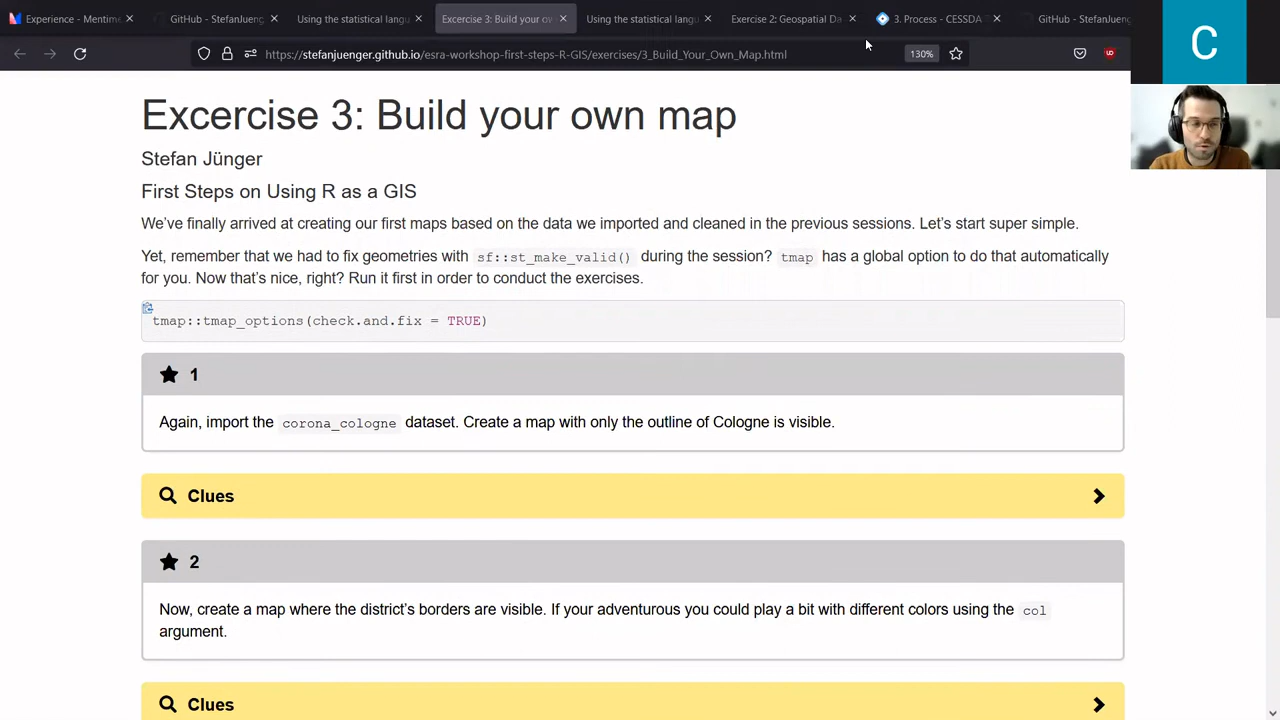 Experience - Mentime
GitHub - StefanJueng
Using the statistical langu
Exercise 3: Build your ow
Using the statistical langu
Exercise 2: Geospatial Da
3. Process - CESSDA
GitHub - StefanJueng
https://stefanjuenger.github.io/esra-workshop-first-steps-R-GIS/exercises/3_Build_Your_Own_Map.html
130%
C
Excercise 3: Build your own map
Stefan Jünger
First Steps on Using R as a GIS
We've finally arrived at creating our first maps based on the data we imported and cleaned in the previous sessions. Let's start super simple.
Yet, remember that we had to fix geometries with sf::st_make_valid() during the session? tmap has a global option to do that automatically
for you. Now that's nice, right? Run it first in order to conduct the exercises.
tmap::tmap_options(check.and.fix = TRUE)
1
Again, import the corona_cologne dataset. Create a map with only the outline of Cologne is visible.
Clues
2
Now, create a map where the district's borders are visible. If your adventurous you could play a bit with different colors using the col
argument.
Clues